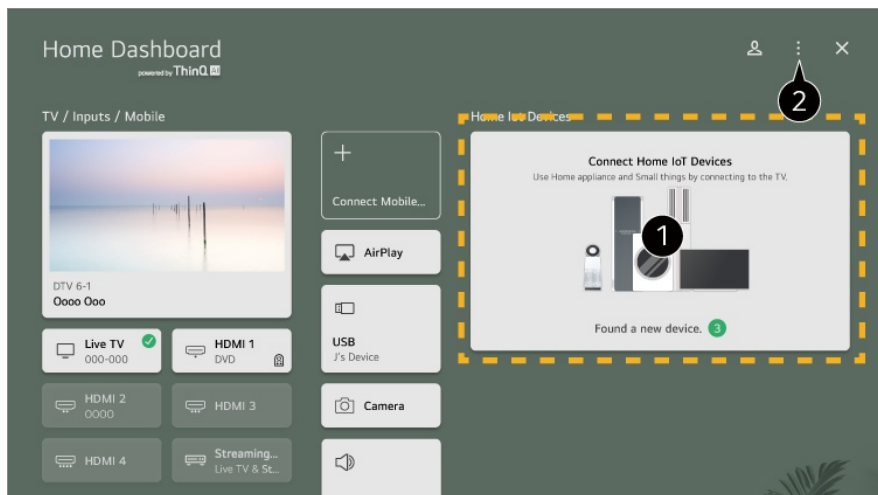 Home Dashboard
powered by ThinQ AI
2
TV / Inputs / Mobile
DTV 6-1
Oooo Ooo
Live TV
000-000
HDMI 1
DVD
HDMI 2
OOOO
HDMI 3
HDMI 4
Streaming...
Live TV & St...
Connect Mobile...
AirPlay
USB
J's Device
Camera
Home Iot Devices
Connect Home IoT Devices
Use Home appliance and Small things by connecting to the TV.
1
Found a new device. 3